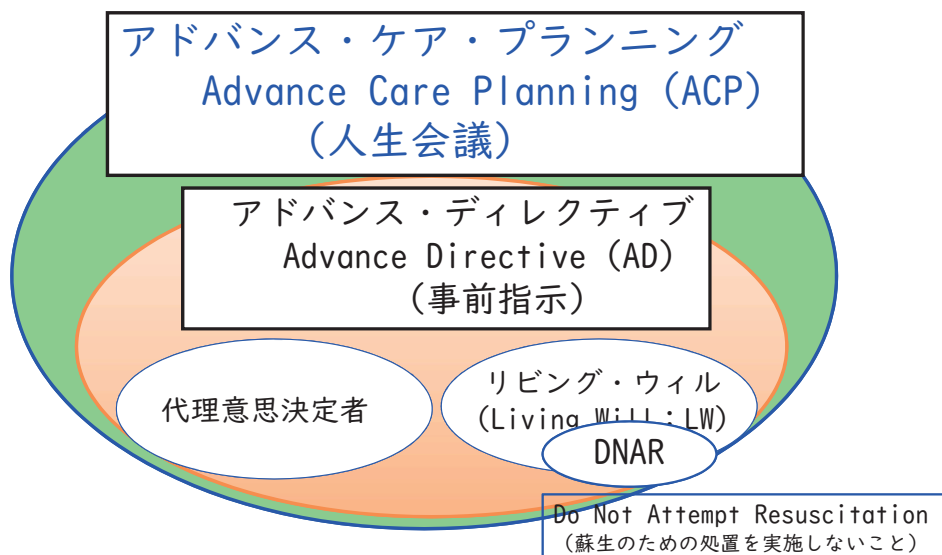 アドバンス・ケア・プランニング
Advance Care Planning (ACP)
(人生会議)
アドバンス・ディレクティブ
Advance Directive (AD)
(事前指示)
代理意思決定者
リビング・ウィル
(Living Will：LW)
DNAR
Do Not Attempt Resuscitation
(蘇生のための処置を実施しないこと)